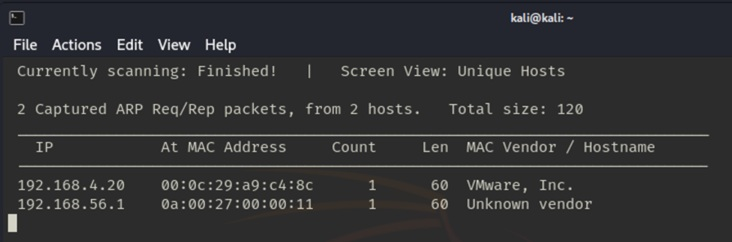 kali@kali: ~
File Actions Edit View Help
Currently scanning: Finished! | Screen View: Unique Hosts
2 Captured ARP Req/Rep packets, from 2 hosts. Total size: 120
IP At MAC Address Count Len MAC Vendor / Hostname
192.168.4.20 00:0c:29:a9:c4:8c 1 60 VMware, Inc.
192.168.56.1 0a:00:27:00:00:11 1 60 Unknown vendor